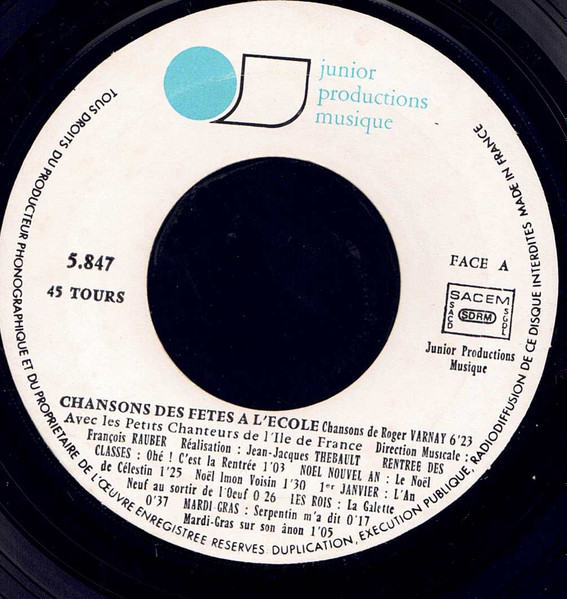 junior
productions
musique
TOUS DROITS DU PRODUCTEUR PHONOGRAPHIQUE ET DU PROPRIETAIRE DE L'ŒUVRE ENREGISTREE RESERVES. DUPLICATION, EXECUTION PUBLIQUE, RADIODIFFUSION DE CE DISQUE INTERDITES MADE IN FRANCE
5.847
45 TOURS
FACE A
SACEM
SACD
SDRM
SGDL
Junior Productions
Musique
CHANSONS DES FETES A L'ECOLE Chansons de Roger VARNAY 6'23
Avec les Petits Chanteurs de l'Ile de France Direction Musicale :
François RAUBER Réalisation : Jean-Jacques THEBAULT RENTREE DES
CLASSES : Ohé ! C'est la Rentrée 1'03 NOEL NOUVEL AN : Le Noël
de Célestin 1'25 Noël Imon Voisin 1'30 1er JANVIER : L'An
Neuf au sortir de l'Oeuf 0 26 LES ROIS : La Galette
0'37 MARDI-GRAS : Serpentin m'a dit 0'17
Mardi-Gras sur son ânon 1'05